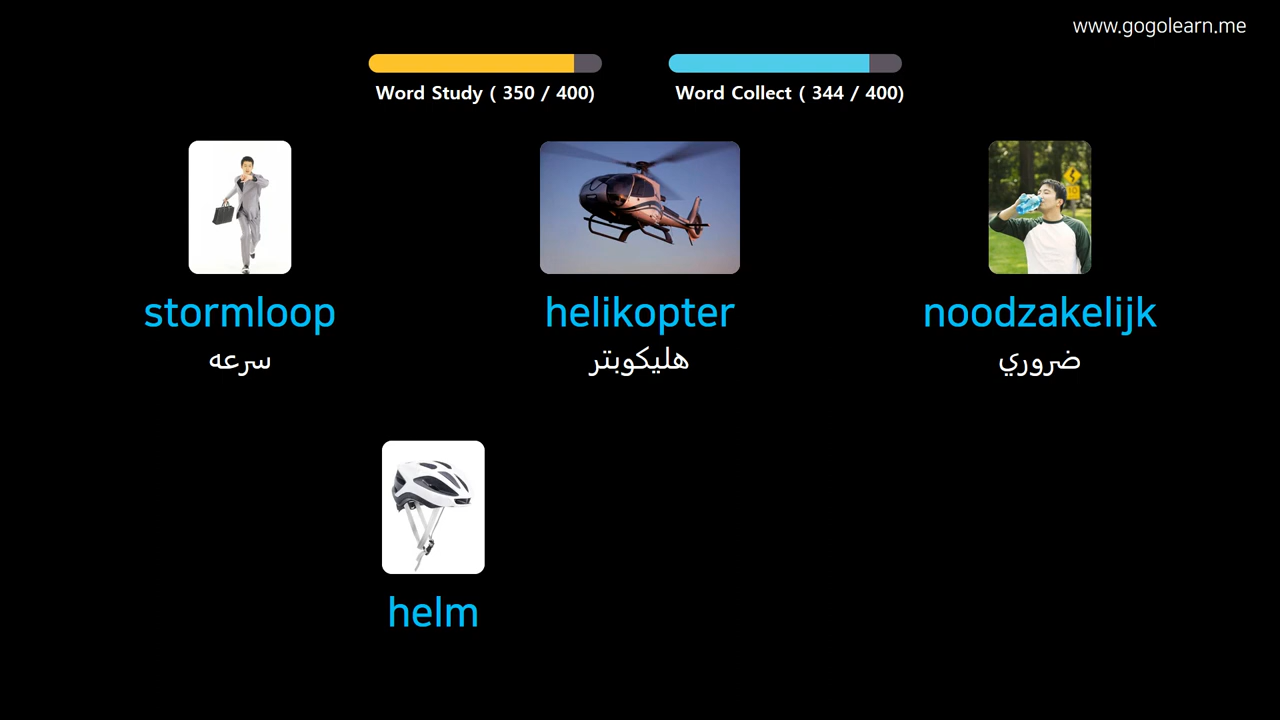 www.gogolearn.me
Word Study ( 350 / 400)
Word Collect ( 344 / 400)
stormloop
سرعه
helikopter
هليكوبتر
noodzakelijk
ضروري
helm